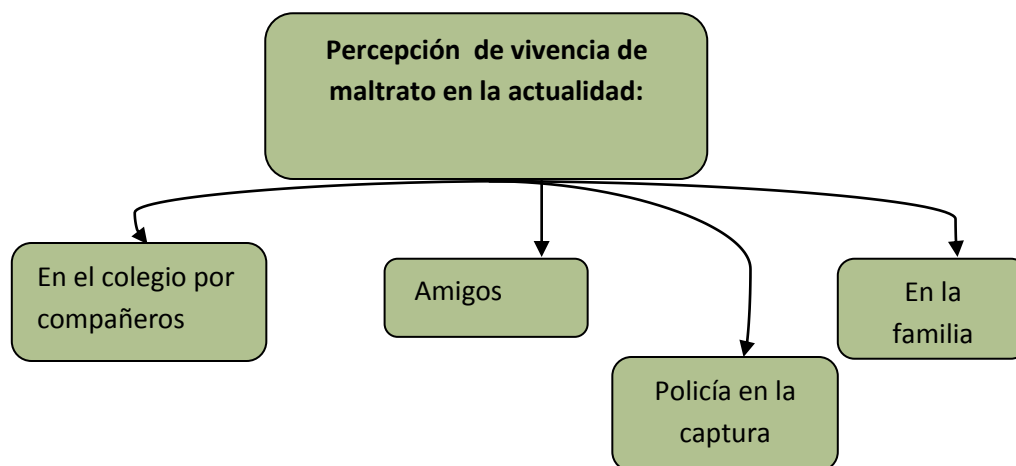 Percepción de vivencia de
maltrato en la actualidad:
En el colegio por
compañeros
Amigos
En la
familia
Policía en la
captura